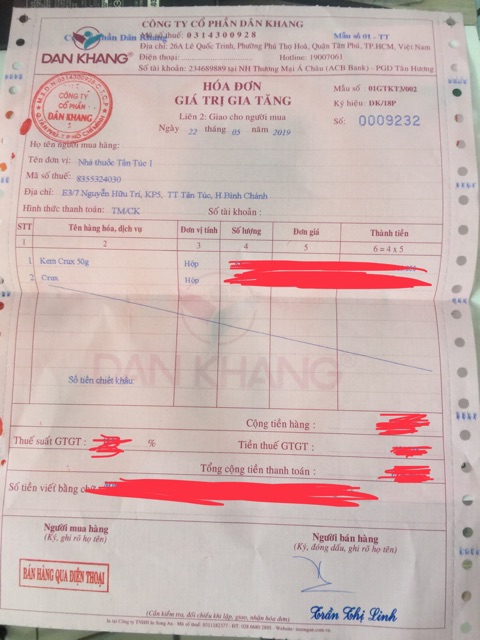 CÔNG TY CỔ PHẦN DÂN KHANG
Mã số thuế: 0314300928
Mẫu số 01 - TT
Địa chỉ: 26A Lê Quốc Trinh, Phường Phú Thọ Hoà, Quận Tân Phú, TP.HCM, Việt Nam
Điện thoại
Hotline: 19007061
Số tài khoản: 234689089 tại NH Thương Mại Á Châu (ACB Bank) - PGD Tân Hương
DAN KHANG
HÓA ĐƠN
GIÁ TRỊ GIA TĂNG
Liên 2: Giao cho người mua
Ngày 22 tháng 05 năm 2019
Mẫu số: 01GTKT3/002
Ký hiệu: DK/18P
Số: 0009232
CÔNG TY
CỔ PHẦN
DÂN KHANG
Họ tên người mua hàng:
Tên đơn vị: Nhà thuốc Tân Túc 1
Mã số thuế: 8355324030
Địa chỉ: E3/7 Nguyễn Hữu Trí, KP5, TT Tân Túc, H Bình Chánh
Hình thức thanh toán: TM/CK Số tài khoản:
STT Tên hàng hóa, dịch vụ Đơn vị tính Số lượng Đơn giá Thành tiền
1 2 3 4 5 6 = 4 x 5
1 Kem Crux 50g Hộp
2 Crux Hộp
DAN KHANG
Số tiền chiết khấu:
Cộng tiền hàng :
Thuế suất GTGT : % Tiền thuế GTGT :
Tổng cộng tiền thanh toán :
Số tiền viết bằng chữ
Người mua hàng
(Ký, ghi rõ họ tên)
Người bán hàng
(Ký, đóng dấu, ghi rõ họ tên)
BÁN HÀNG QUA ĐIỆN THOẠI
Trần Thị Linh
(Cần kiểm tra, đối chiếu khi lập, giao, nhận hóa đơn)